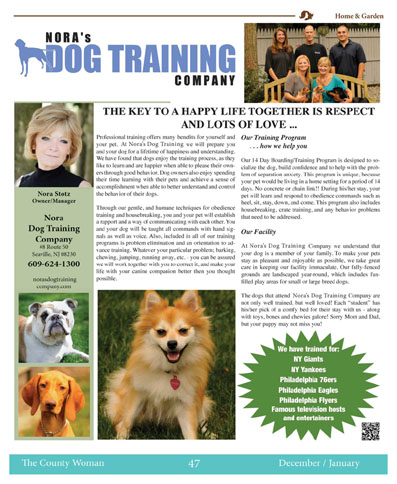 Home & Garden
NORA's
DOG TRAINING
COMPANY
THE KEY TO A HAPPY LIFE TOGETHER IS RESPECT
AND LOTS OF LOVE ...
Nora Stotz
Owner/Manager
Nora
Dog Training
Company
48 Route 50
Seaville, NJ 08230
609-624-1300
norasdogtraining
company.com
Professional training offers many benefits for yourself and
your pet. At Nora's Dog Training we will prepare you
and your dog for a lifetime of happiness and understanding.
We have found that dogs enjoy the training process, as they
like to learn and are happier when able to please their own-
ers through good behavior. Dog owners also enjoy spending
their time learning with their pets and achieve a sense of
accomplishment when able to better understand and control
the behavior of their dogs.
Through our gentle, and humane techniques for obedience
training and housebreaking, you and your pet will establish
a rapport and a way of communicating with each other. You
and your dog will be taught all commands with hand sig-
nals as well as voice. Also, included in all of our training
programs is problem elimination and an orientation to ad-
vance training. Whatever your particular problem; barking,
chewing, jumping, running away, etc. - you can be assured
we will work together with you to correct it, and make your
life with your canine companion better then you thought
possible.
Our Training Program
. . . how we help you
Our 14 Day Boarding/Training Program is designed to so-
cialize the dog, build confidence and to help with the prob-
lem of separation anxiety. This program is unique, because
your pet would be living in a home setting for a period of 14
days. No concrete or chain link!! During his/her stay, your
pet will learn and respond to obedience commands such as
heel, sit, stay, down, and come. This program also includes
housebreaking, crate training, and any behavior problems
that need to be addressed.
Our Facility
At Nora's Dog Training Company we understand that
your dog is a member of your family. To make your pets
stay as pleasant and enjoyable as possible, we take great
care in keeping our facility immaculate. Our fully-fenced
grounds are landscaped year-round, which includes fun-
filled play areas for small or large breed dogs.
The dogs that attend Nora's Dog Training Company are
not only well trained, but well loved! Each "student" has
his/her pick of a comfy bed for their stay with us - along
with toys, bones and chewies galore! Sorry Mom and Dad,
but your puppy may not miss you!
We have trained for:
NY Giants
NY Yankees
Philadelphia 76ers
Philadelphia Eagles
Philadelphia Flyers
Famous television hosts
and entertainers
The County Woman
47
December / January